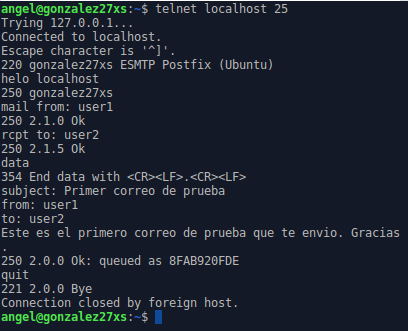 angel@gonzalez27xs:~$ telnet localhost 25
Trying 127.0.0.1...
Connected to localhost.
Escape character is '^]'.
220 gonzalez27xs ESMTP Postfix (Ubuntu)
helo localhost
250 gonzalez27xs
mail from: user1
250 2.1.0 Ok
rcpt to: user2
250 2.1.5 Ok
data
354 End data with <CR><LF>.<CR><LF>
subject: Primer correo de prueba
from: user1
to: user2
Este es el primero correo de prueba que te envio. Gracias
.
250 2.0.0 Ok: queued as 8FAB920FDE
quit
221 2.0.0 Bye
Connection closed by foreign host.
angel@gonzalez27xs:~$